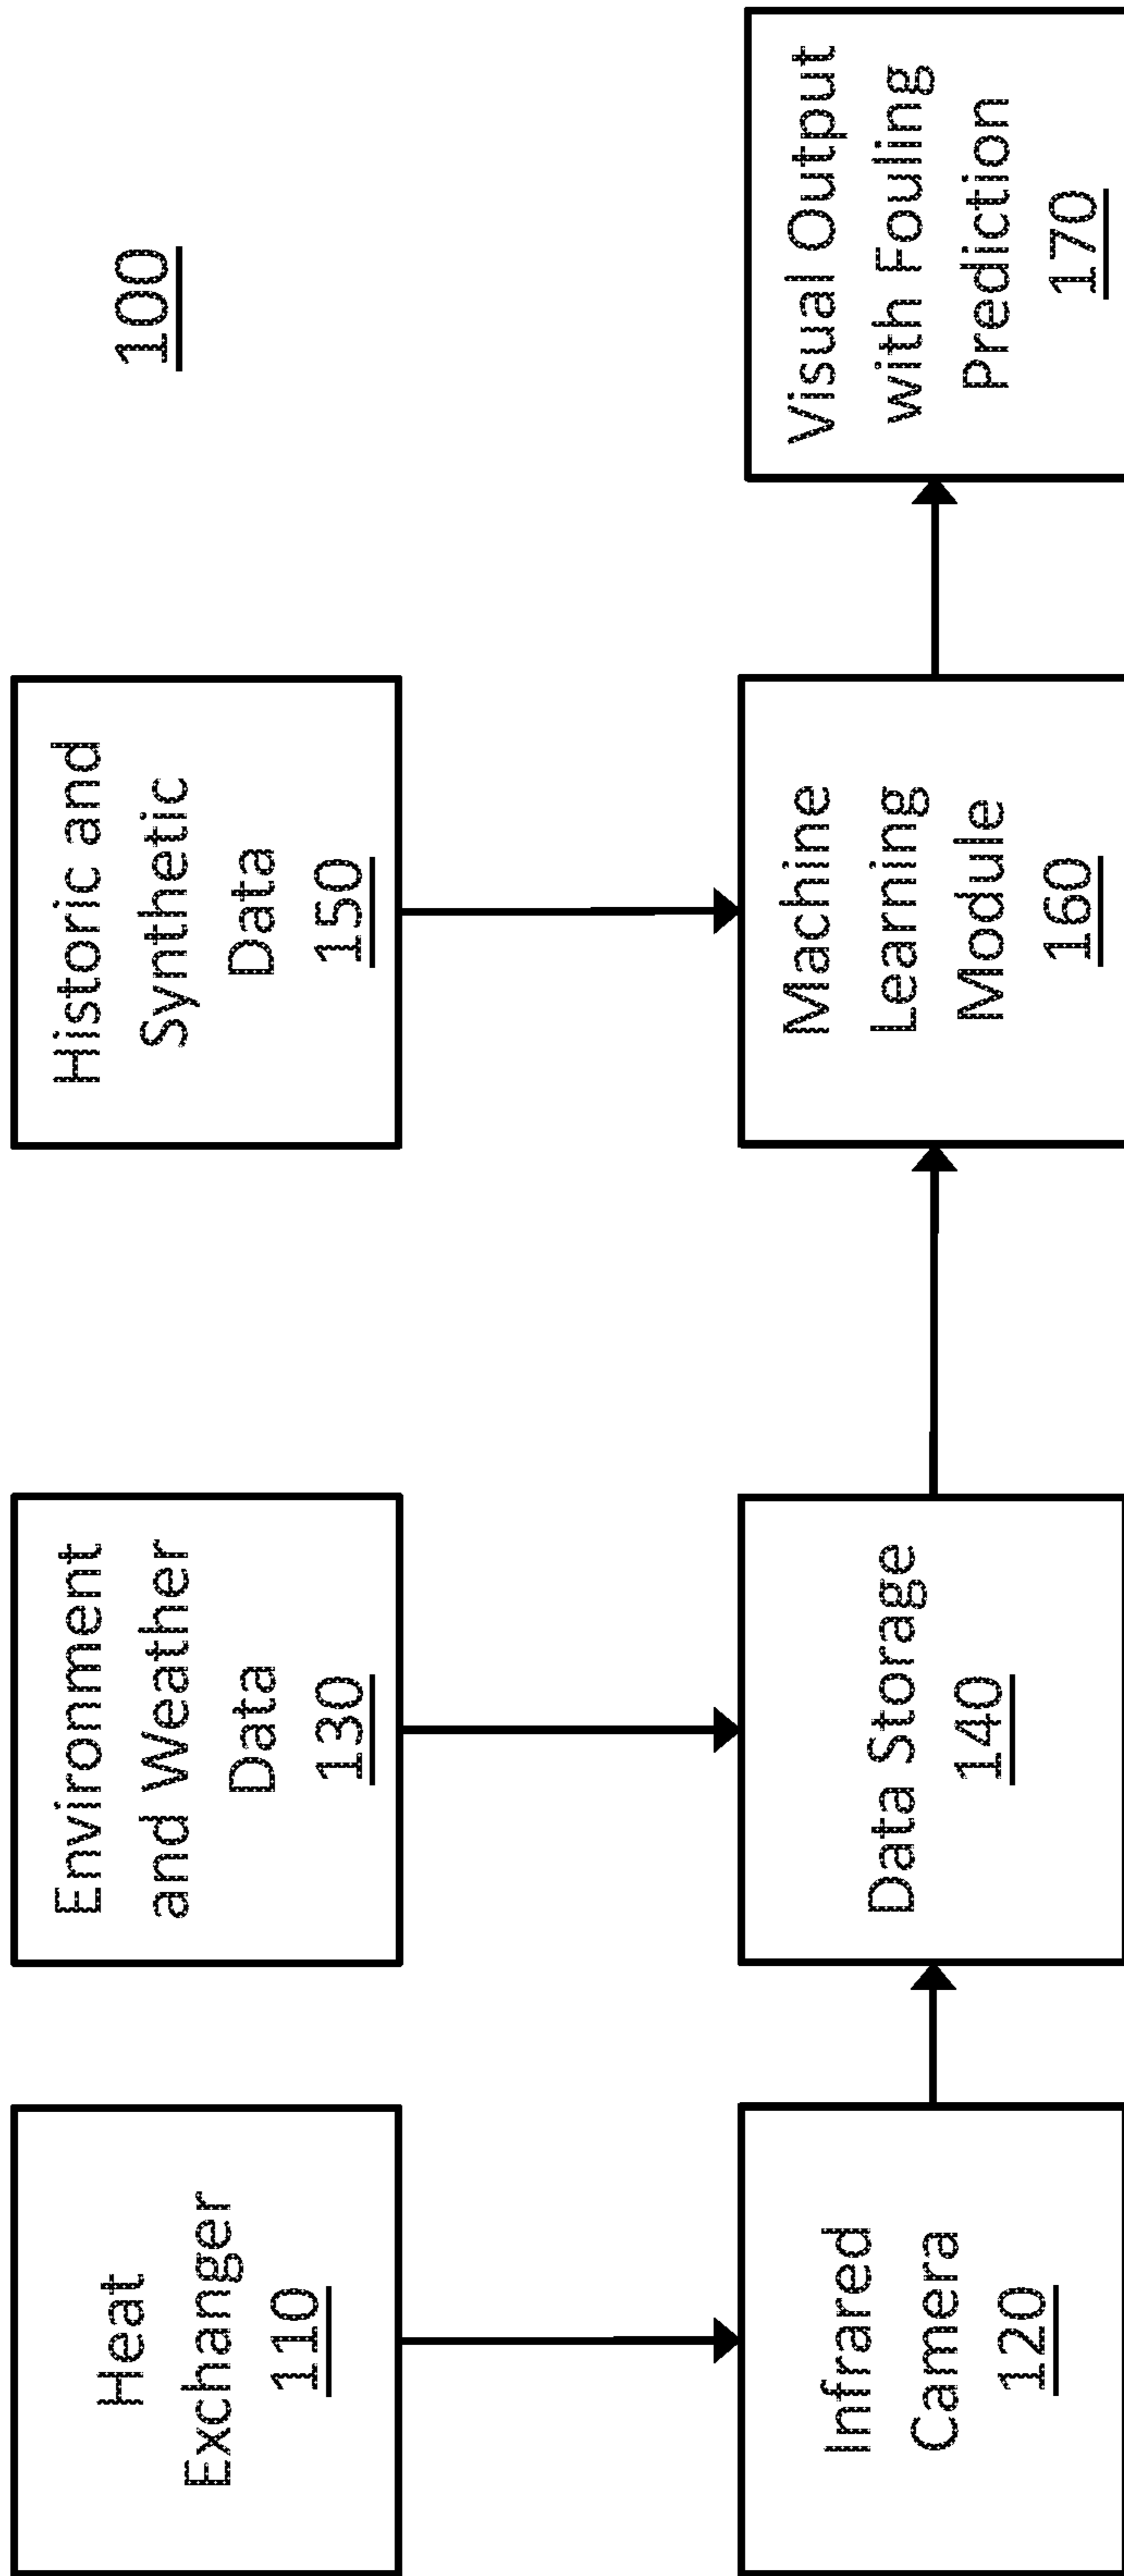 100
Heat
Exchanger
110
Environment
and Weather
Data
130
Historic and
Synthetic
Data
150
Infrared
Camera
120
Data Storage
140
Machine
Learning
Module
160
Visual Output
with Fouling
Prediction
170